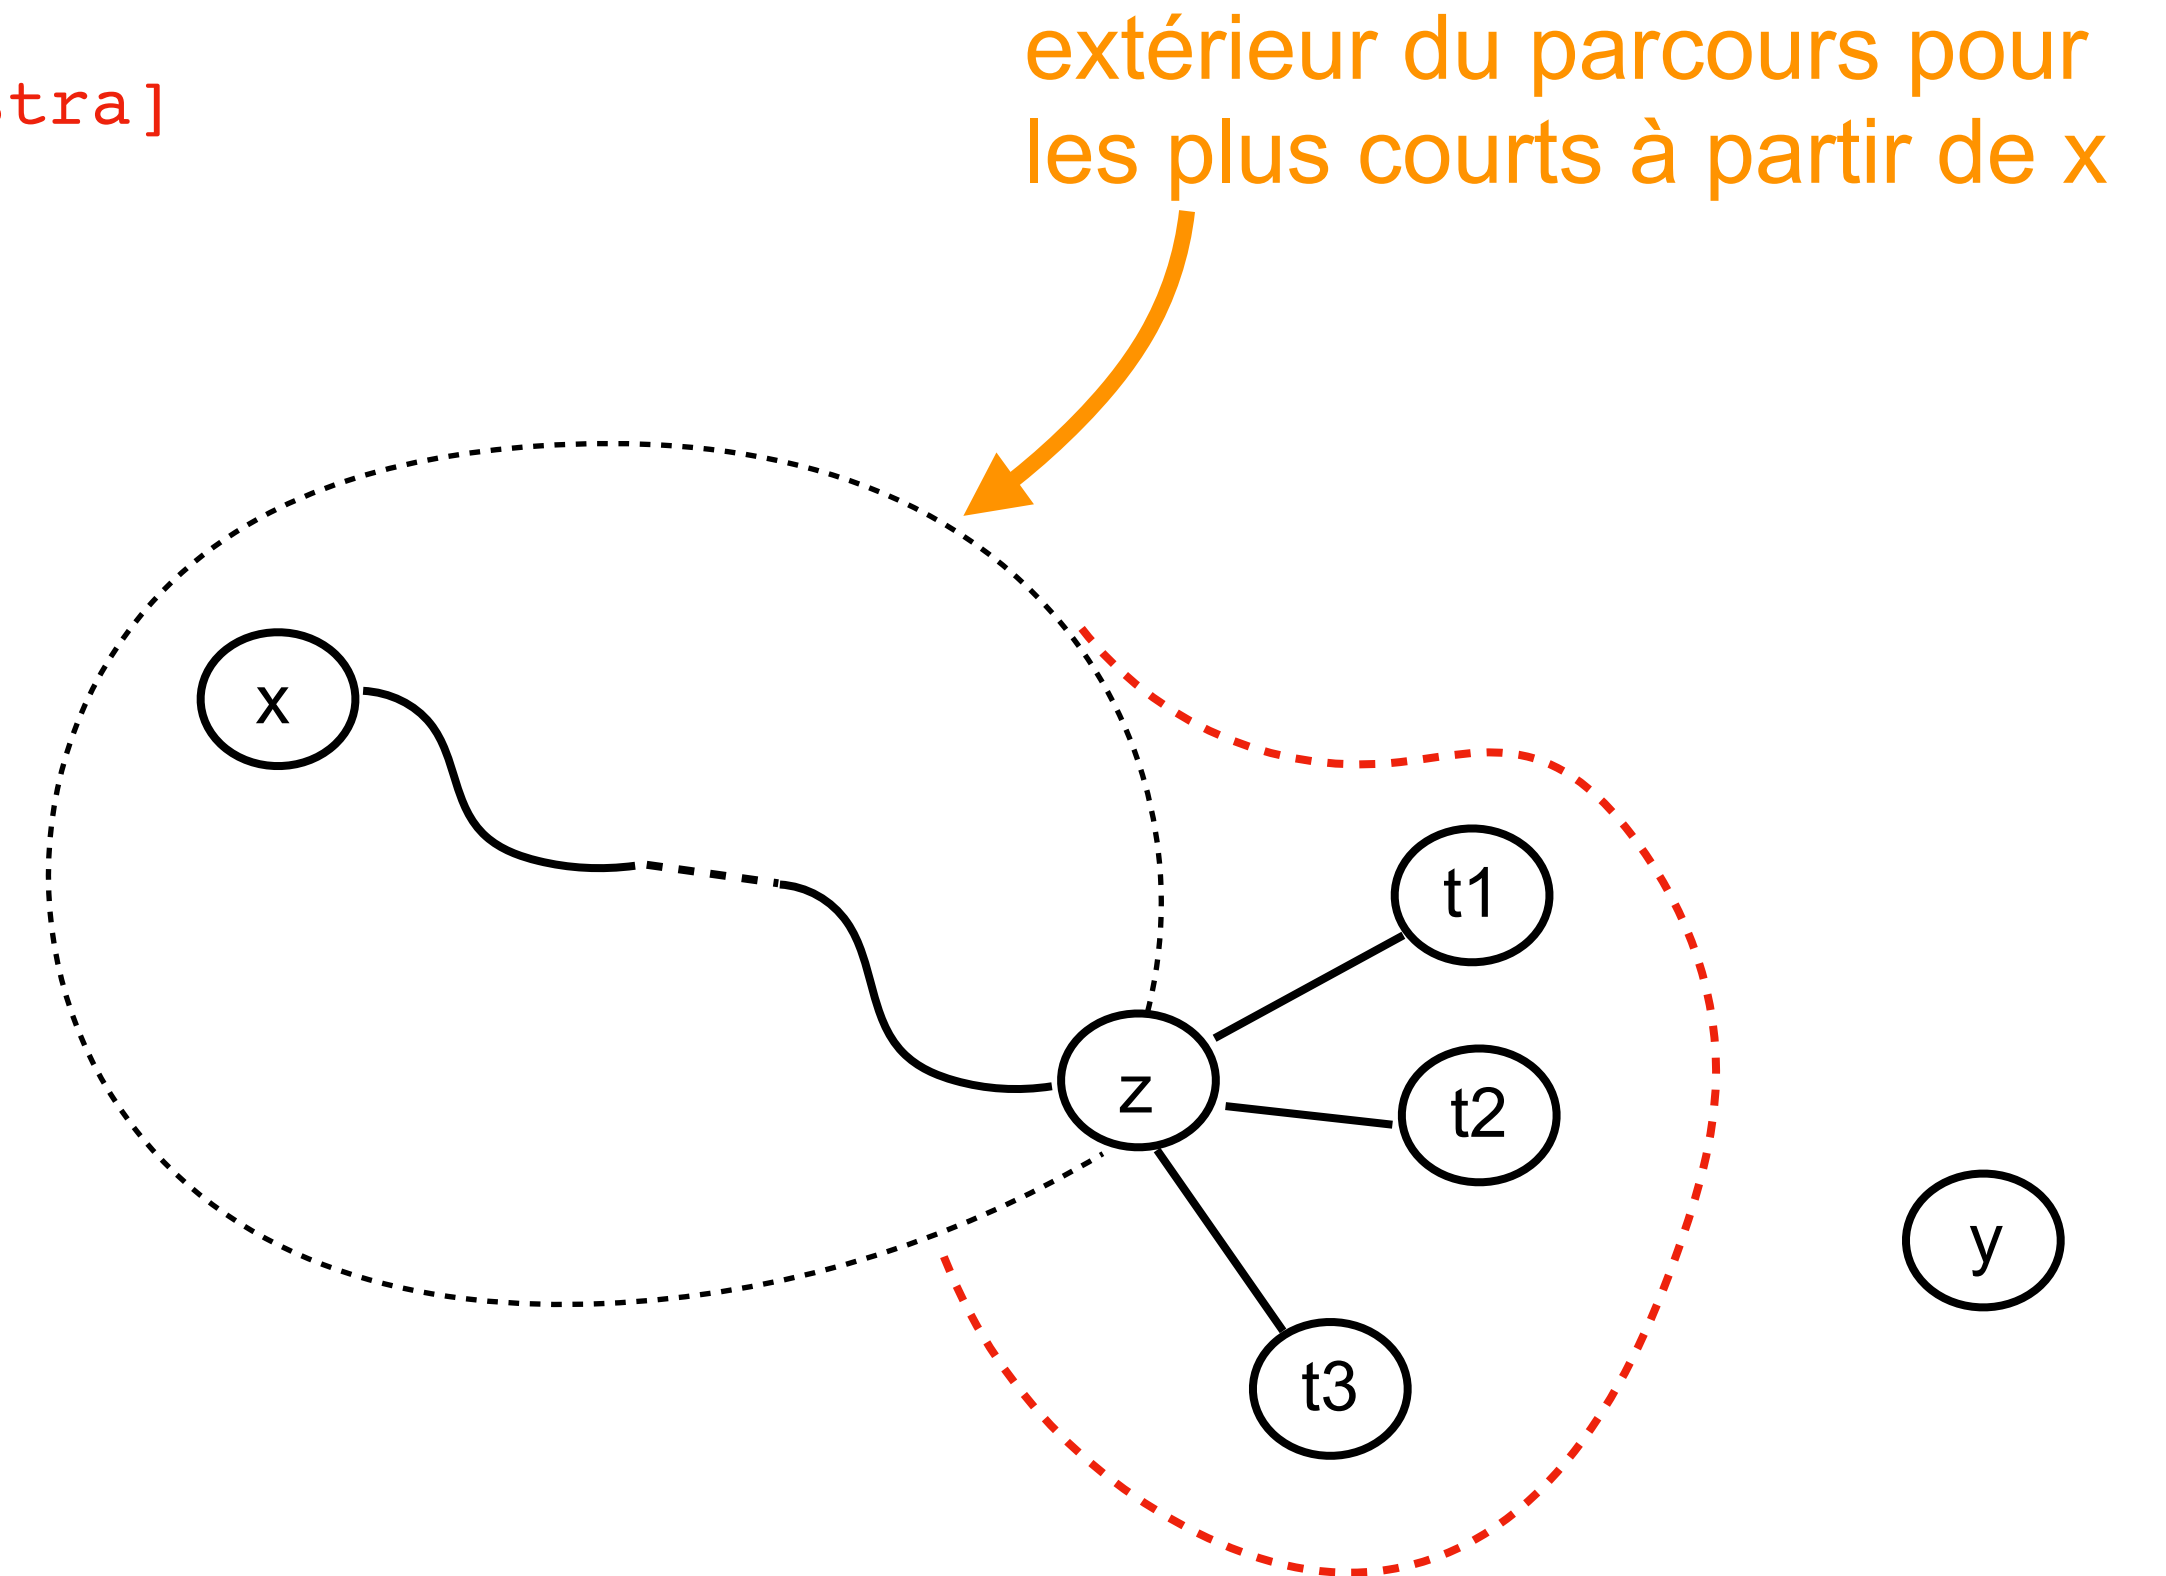 extérieur du parcours pour
les plus courts à partir de x
stra]
x
t1
z
t2
y
t3